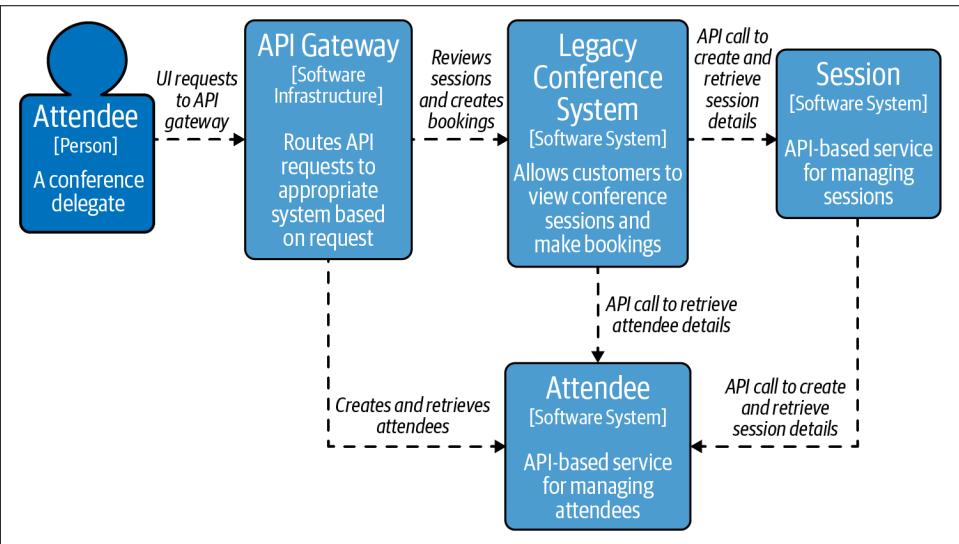 Attendee
[Person]
A conference
delegate
UI requests
to API
gateway
API Gateway
[Software
Infrastructure]
Routes API
requests to
appropriate
system based
on request
Reviews
sessions
and creates
bookings
Legacy
Conference
System
[Software System]
Allows customers to
view conference
sessions and
make bookings
API call to
create and
retrieve
session
details
Session
[Software System]
API-based service
for managing
sessions
API call to retrieve
attendee details
Creates and retrieves
attendees
Attendee
[Software System]
API-based service
for managing
attendees
API call to create
and retrieve
session details